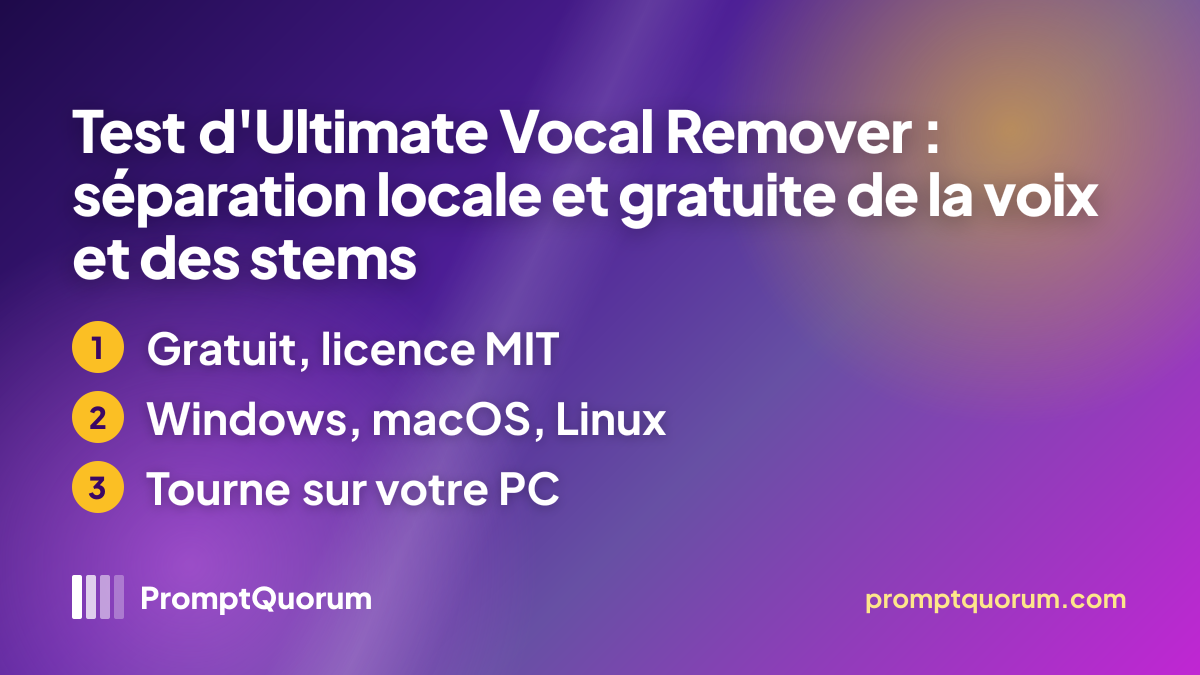 Test d'Ultimate Vocal Remover :
séparation locale et gratuite de la voix
et des stems
1 Gratuit, licence MIT
2 Windows, macOS, Linux
3 Tourne sur votre PC
PromptQuorum
promptquorum.com